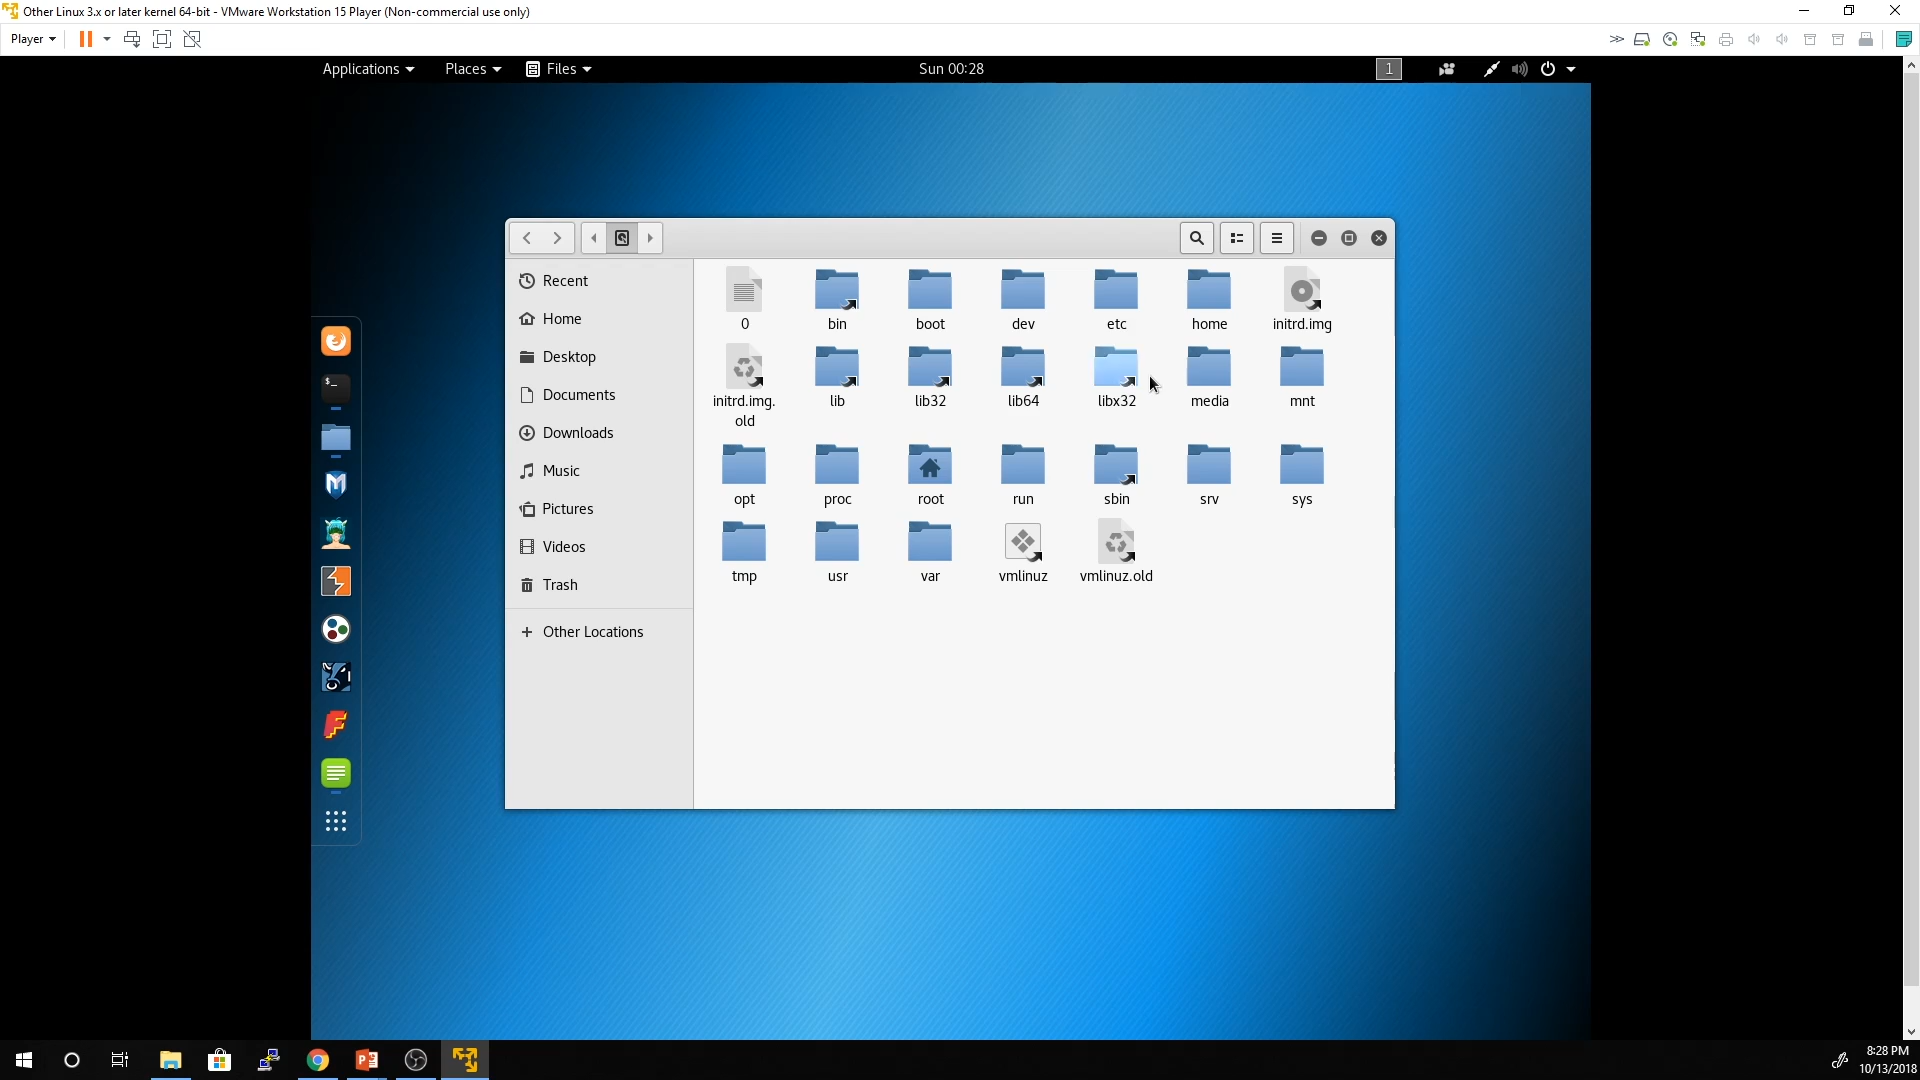 Other Linux 3.x or later kernel 64-bit - VMware Workstation 15 Player (Non-commercial use only)
Player
Applications Places Files Sun 00:28 1
Recent
Home
Desktop
Documents
Downloads
Music
Pictures
Videos
Trash
+ Other Locations
0 bin boot dev etc home initrd.img
initrd.img. lib lib32 lib64 libx32 media mnt
old
opt proc root run sbin srv sys
tmp usr var vmlinuz vmlinuz.old
8:28 PM
10/13/2018